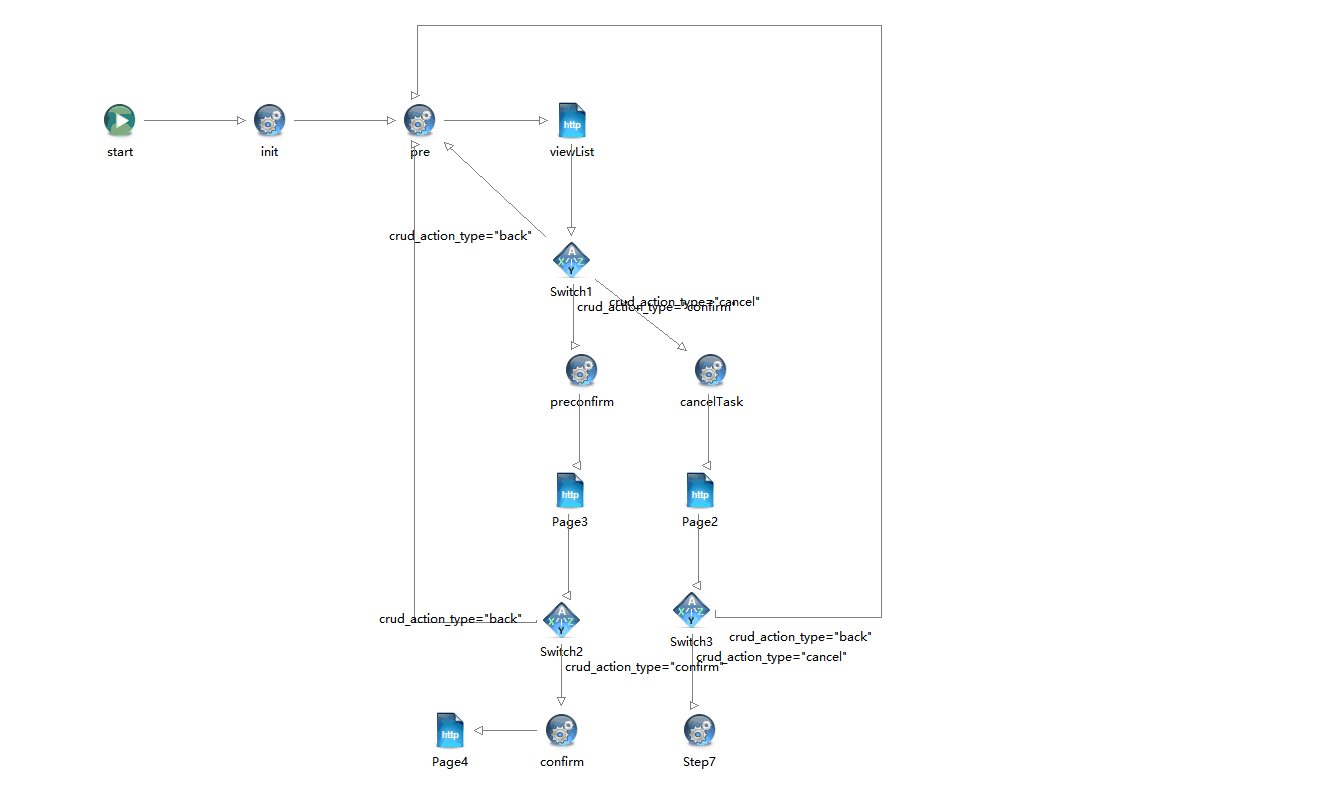 http
start
init
pre
viewList
crud_action_type="back"
A
X Z
Y
Switch1
crud_action_type="cancel"
crud_action_type="confirm"
preconfirm
cancelTask
http
http
Page3
Page2
A
X Z
Y
A
X Z
Y
crud_action_type="back"
Switch2
Switch3
crud_action_type="back"
crud_action_type="cancel"
crud_action_type="confirm"
http
Page4
confirm
Step7